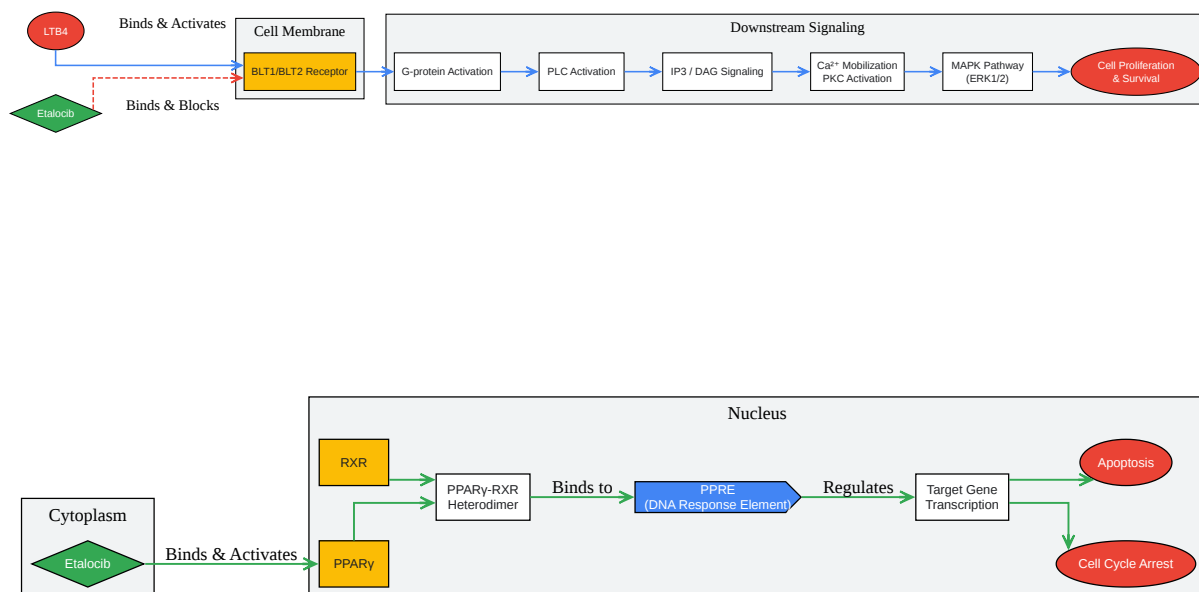 LTB4
Binds & Activates
Etalocib
Binds & Blocks
Cell Membrane
BLT1/BLT2 Receptor
Downstream Signaling
G-protein Activation
PLC Activation
IP3 / DAG Signaling
Ca²⁺ Mobilization
PKC Activation
MAPK Pathway
(ERK1/2)
Cell Proliferation
& Survival
Cytoplasm
Etalocib
Binds & Activates
Nucleus
RXR
PPARγ
PPARγ-RXR
Heterodimer
Binds to
PPRE
(DNA Response Element)
Regulates
Target Gene
Transcription
Apoptosis
Cell Cycle Arrest